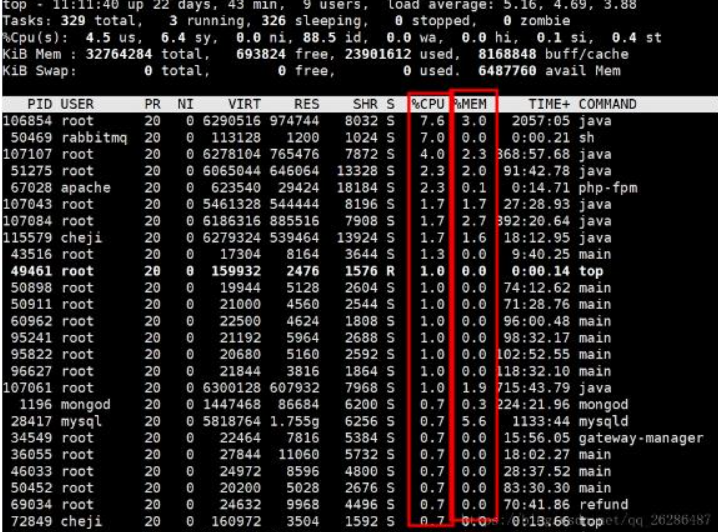 top - 11:11:40 up 22 days, 43 min,  9 users,  load average: 5.16, 4.69, 3.88
Tasks: 329 total,   3 running, 326 sleeping,   0 stopped,   0 zombie
%Cpu(s):  4.5 us,  6.4 sy,  0.0 ni, 88.5 id,  0.0 wa,  0.0 hi,  0.1 si,  0.4 st
KiB Mem : 32764284 total,   693824 free, 23901612 used,  8168848 buff/cache
KiB Swap:        0 total,        0 free,        0 used.  6487760 avail Mem
PID USER PR NI VIRT RES SHR S %CPU %MEM TIME+ COMMAND
106854 root 20 0 6290516 974744 8032 S 7.6 3.0 2057:05 java
50469 rabbitmq 20 0 113128 1200 1024 S 7.0 0.0 0:00.21 sh
107107 root 20 0 6278104 765476 7872 S 4.0 2.3 868:57.68 java
51275 root 20 0 6065044 646064 13328 S 2.3 2.0 91:42.78 java
67028 apache 20 0 623540 29424 18184 S 2.3 0.1 0:14.71 php-fpm
107043 root 20 0 5461328 544444 8196 S 1.7 1.7 27:28.93 java
107084 root 20 0 6186316 885516 7908 S 1.7 2.7 892:20.64 java
115579 cheji 20 0 6279324 539464 13924 S 1.7 1.6 18:12.95 java
43516 root 20 0 17304 8164 3644 S 1.3 0.0 9:40.25 main
49461 root 20 0 159932 2476 1576 R 1.0 0.0 0:00.14 top
50898 root 20 0 19944 5128 2604 S 1.0 0.0 74:12.62 main
50911 root 20 0 21000 4560 2544 S 1.0 0.0 71:28.76 main
60962 root 20 0 22500 4624 1808 S 1.0 0.0 96:00.48 main
95241 root 20 0 21192 5964 2688 S 1.0 0.0 98:32.17 main
95822 root 20 0 20680 5160 2592 S 1.0 0.0 102:52.55 main
96627 root 20 0 21844 3816 1864 S 1.0 0.0 118:32.10 main
107061 root 20 0 6300128 607932 7968 S 1.0 1.9 715:43.79 java
1196 mongod 20 0 1447468 86684 6200 S 0.7 0.3 224:21.96 mongod
28417 mysql 20 0 5818764 1.755g 6256 S 0.7 5.6 1133:44 mysqld
34549 root 20 0 22464 7816 5384 S 0.7 0.0 15:56.05 gateway-manager
36055 root 20 0 27844 11060 5732 S 0.7 0.0 18:02.27 main
46033 root 20 0 24972 8596 4800 S 0.7 0.0 28:37.52 main
50452 root 20 0 20200 5028 2676 S 0.7 0.0 83:30.30 main
69034 root 20 0 24632 9968 4496 S 0.7 0.0 70:41.86 refund
72849 cheji 20 0 160972 3504 1592 S 0.7 0.0 top